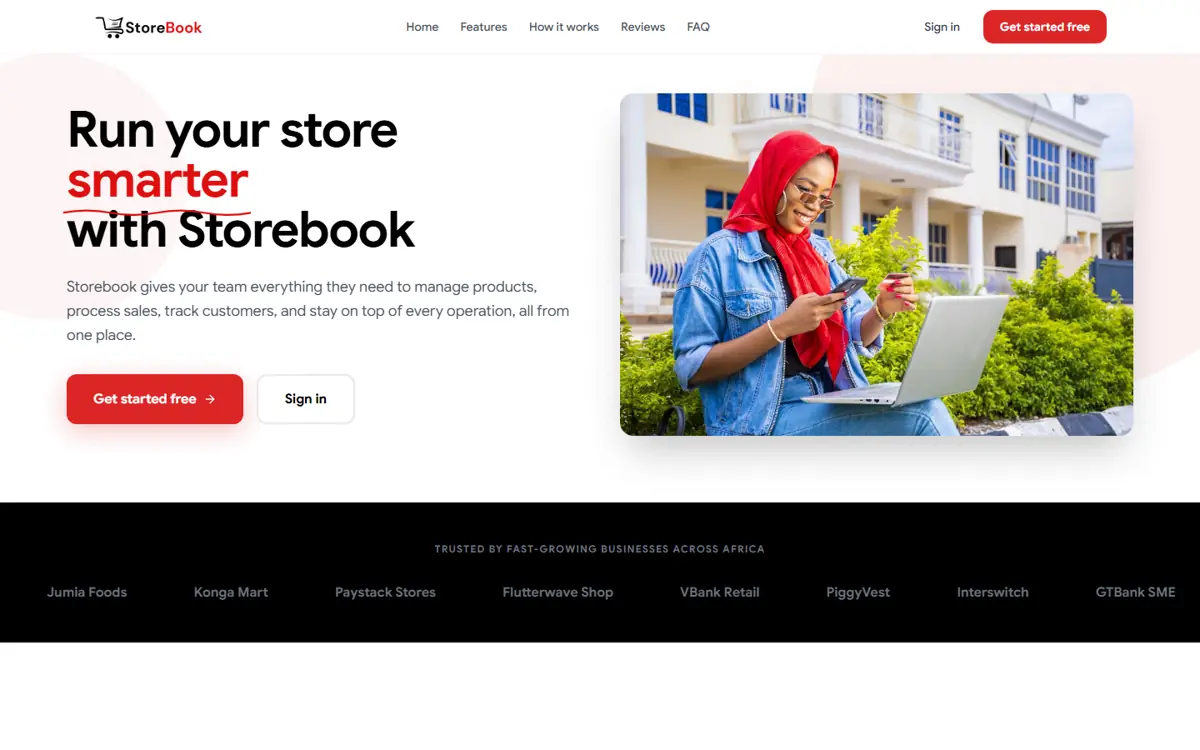 StoreBook
Home
Features
How it works
Reviews
FAQ
Sign in
Get started free
Run your store
smarter
with Storebook
Storebook gives your team everything they need to manage products,
process sales, track customers, and stay on top of every operation, all from
one place.
Get started free →
Sign in
TRUSTED BY FAST-GROWING BUSINESSES ACROSS AFRICA
Jumia Foods
Konga Mart
Paystack Stores
Flutterwave Shop
VBank Retail
PiggyVest
Interswitch
GTBank SME